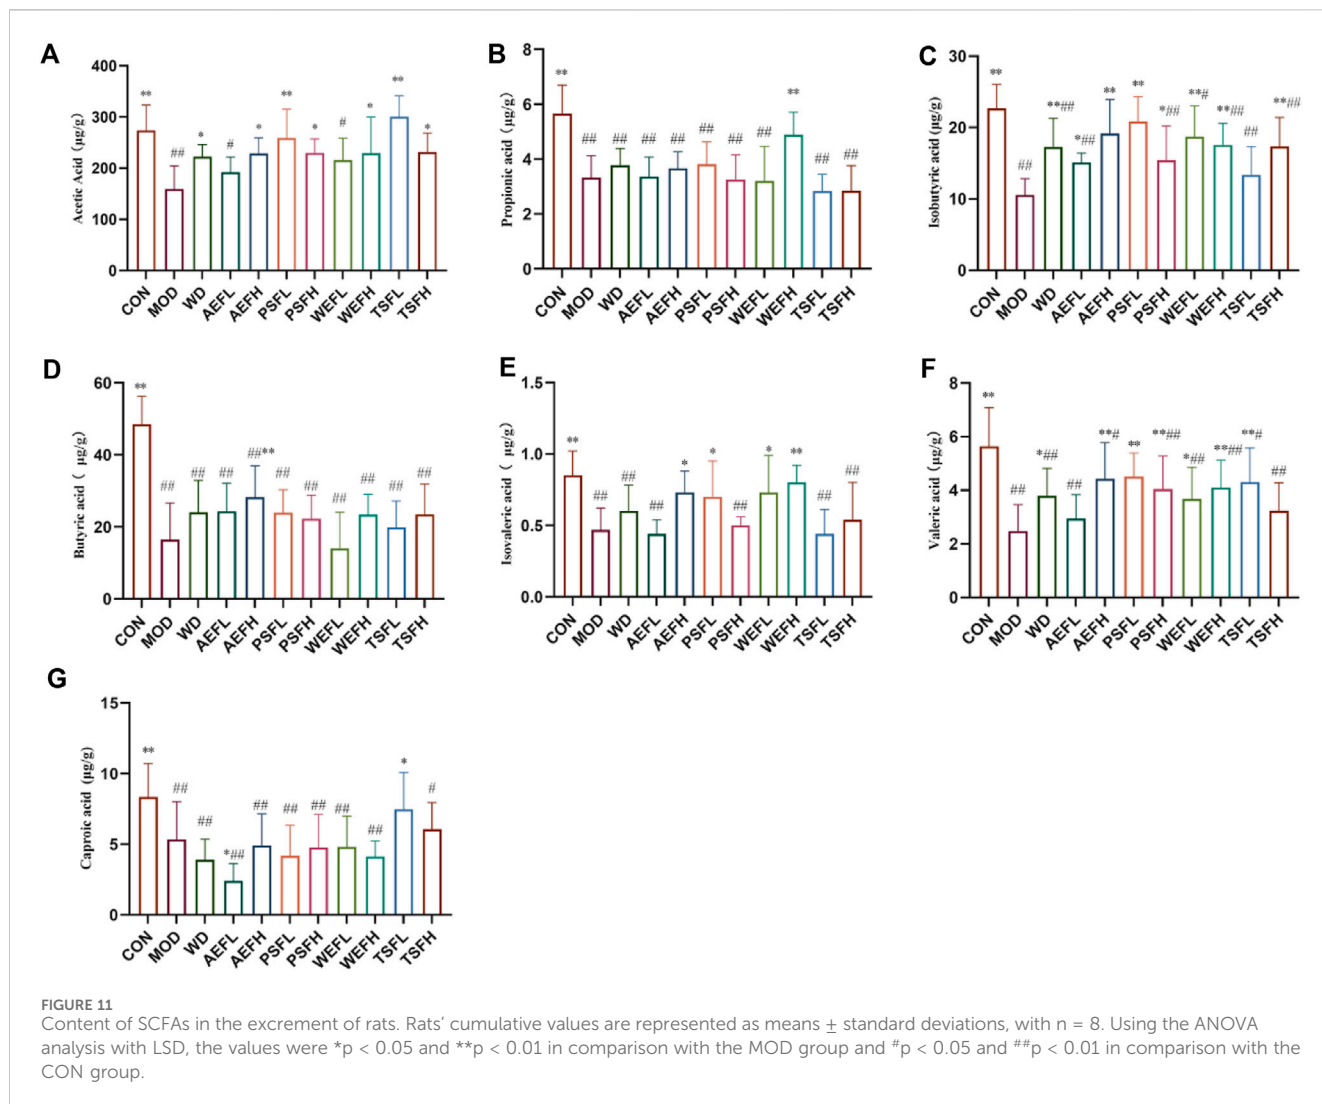 A
Acetic Acid (μg/g)
400
300
200
100
0
** ## * # * ** * # * ** *
CON MOD WD AEFL AEFH PSFL PSFH WEFL WEFH TSFL TSFH
B
Propionic acid (μg/g)
8
6
4
2
0
** ## ## ## ## ## ## ## ** ## ##
CON MOD WD AEFL AEFH PSFL PSFH WEFL WEFH TSFL TSFH
C
Isobutyric acid (μg/g)
30
20
10
0
** ## **## *## ** ** *## **# **## ## **##
CON MOD WD AEFL AEFH PSFL PSFH WEFL WEFH TSFL TSFH
D
Butyric acid ( μg/g)
60
40
20
0
** ## ## ## ##** ## ## ## ## ## ##
CON MOD WD AEFL AEFH PSFL PSFH WEFL WEFH TSFL TSFH
E
Isovaleric acid ( μg/g)
1.5
1.0
0.5
0.0
** ## ## ## * * ## * ** ## ##
CON MOD WD AEFL AEFH PSFL PSFH WEFL WEFH TSFL TSFH
F
Valeric acid (μg/g)
8
6
4
2
0
** ## *## ## **# ** **## *## **## **# ##
CON MOD WD AEFL AEFH PSFL PSFH WEFL WEFH TSFL TSFH
G
Caproic acid (μg/g)
15
10
5
0
** ## ## *## ## ## ## ## ## * #
CON MOD WD AEFL AEFH PSFL PSFH WEFL WEFH TSFL TSFH
FIGURE 11
Content of SCFAs in the excrement of rats. Rats' cumulative values are represented as means ± standard deviations, with n = 8. Using the ANOVA
analysis with LSD, the values were *p < 0.05 and **p < 0.01 in comparison with the MOD group and #p < 0.05 and ##p < 0.01 in comparison with the
CON group.